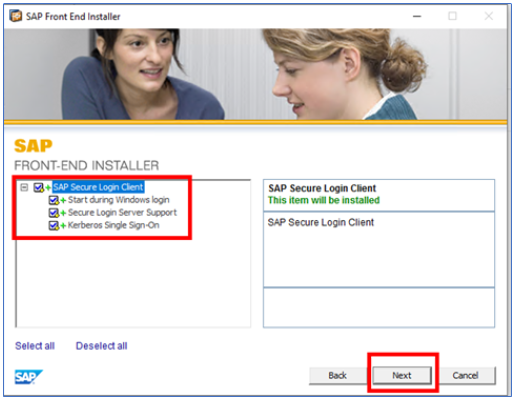 SAP Front End Installer
SAP
FRONT-END INSTALLER
SAP Secure Login Client
Start during Windows login
Secure Login Server Support
Kerberos Single Sign-On
SAP Secure Login Client
This item will be installed
SAP Secure Login Client
Select all Deselect all
SAP
Back Next Cancel